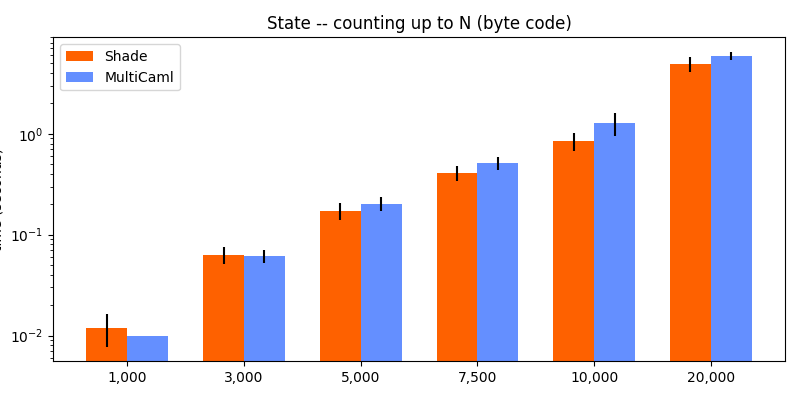 State -- counting up to N (byte code)
Shade
MultiCaml
10⁰
10⁻¹
10⁻²
1,000 3,000 5,000 7,500 10,000 20,000